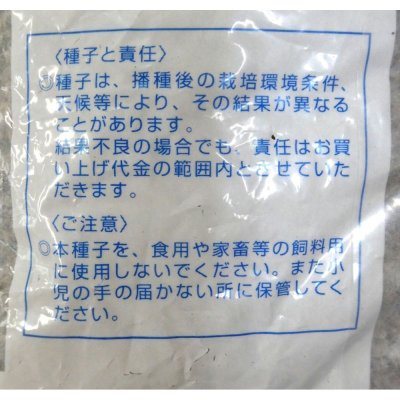 〈種子と責任〉
◎種子は、播種後の栽培環境条件、
天候等により、その結果が異なる
ことがあります。
結果不良の場合でも、責任はお買
い上げ代金の範囲内とさせていた
だきます。
〈ご注意〉
◎本種子を、食用や家畜等の飼料用
に使用しないでください。また小
児の手の届かない所に保管してく
ださい。